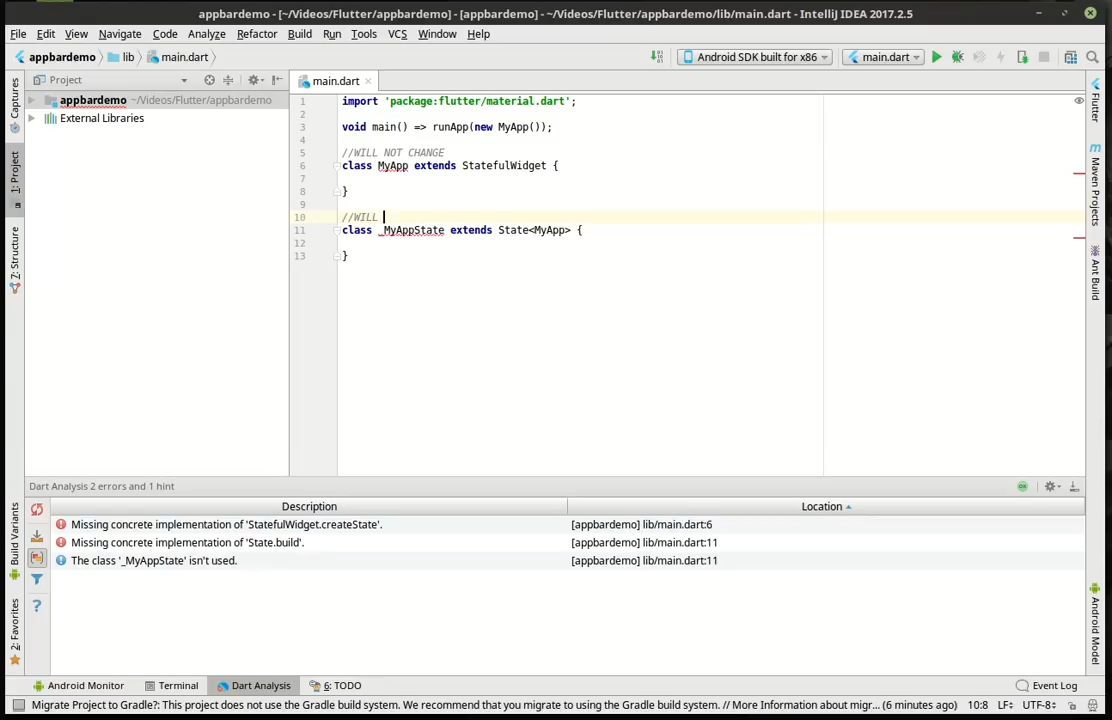 appbardemo - [~/Videos/Flutter/appbardemo] - [appbardemo] - ~/Videos/Flutter/appbardemo/lib/main.dart - IntelliJ IDEA 2017.2.5
File Edit View Navigate Code Analyze Refactor Build Run Tools VCS Window Help
appbardemo lib main.dart Android SDK built for x86 main.dart
Captures
1: Project
7: Structure
Build Variants
2: Favorites
Project
appbardemo ~/Videos/Flutter/appbardemo
External Libraries
main.dart
1 import 'package:flutter/material.dart';
2
3 void main() => runApp(new MyApp());
4
5 //WILL NOT CHANGE
6 class MyApp extends StatefulWidget {
7
8 }
9
10 //WILL
11 class _MyAppState extends State<MyApp> {
12
13 }
Flutter
Maven Projects
Ant Build
Android Model
Dart Analysis 2 errors and 1 hint
Description Location
Missing concrete implementation of 'StatefulWidget.createState'. [appbardemo] lib/main.dart:6
Missing concrete implementation of 'State.build'. [appbardemo] lib/main.dart:11
The class '_MyAppState' isn't used. [appbardemo] lib/main.dart:11
Android Monitor Terminal Dart Analysis 6: TODO Event Log
Migrate Project to Gradle?: This project does not use the Gradle build system. We recommend that you migrate to using the Gradle build system. // More Information about migr... (6 minutes ago) 10:8 LF UTF-8